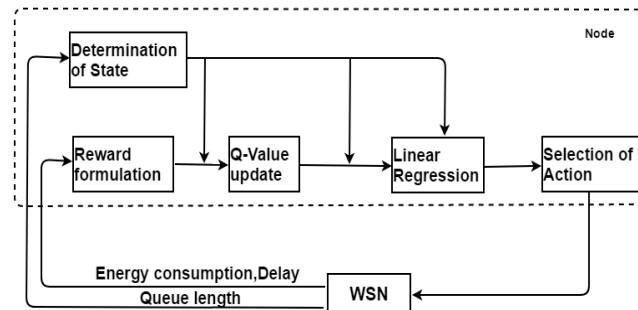 Node
Determination
of State
Reward
formulation
Q-Value
update
Linear
Regression
Selection of
Action
Energy consumption,Delay
Queue length
WSN